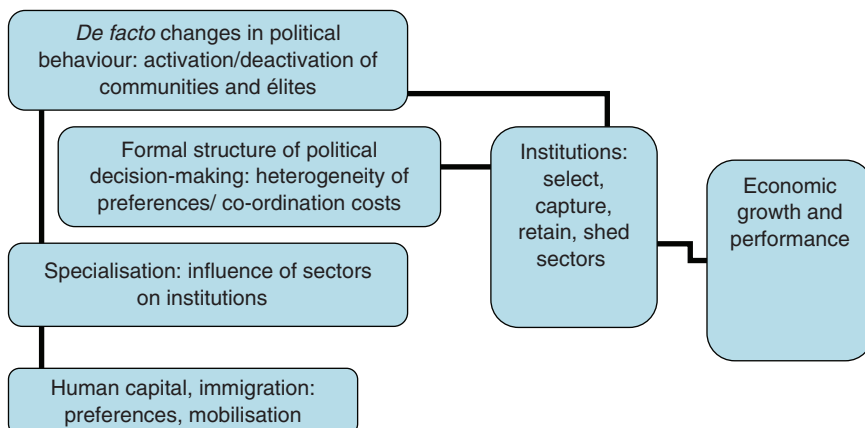 De facto changes in political
behaviour: activation/deactivation of
communities and élites
Formal structure of political
decision-making: heterogeneity of
preferences/ co-ordination costs
Institutions:
select,
capture,
retain, shed
sectors
Economic
growth and
performance
Specialisation: influence of sectors
on institutions
Human capital, immigration:
preferences, mobilisation